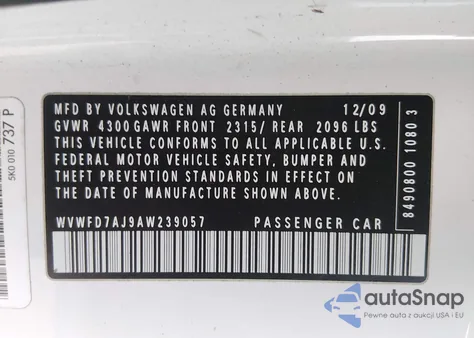 MFD BY VOLKSWAGEN AG GERMANY 12/09
GVWR 4300 GAWR FRONT 2315/ REAR 2096 LBS
THIS VEHICLE CONFORMS TO ALL APPLICABLE U.S.
FEDERAL MOTOR VEHICLE SAFETY, BUMPER AND
THEFT PREVENTION STANDARDS IN EFFECT ON
THE DATE OF MANUFACTURE SHOWN ABOVE
WVWFD7AJ9AW239057 PASSENGER CAR
8490800 1080 3
5K0 010 737 P
autoSnap
Pewne auta z aukcji USA i EU